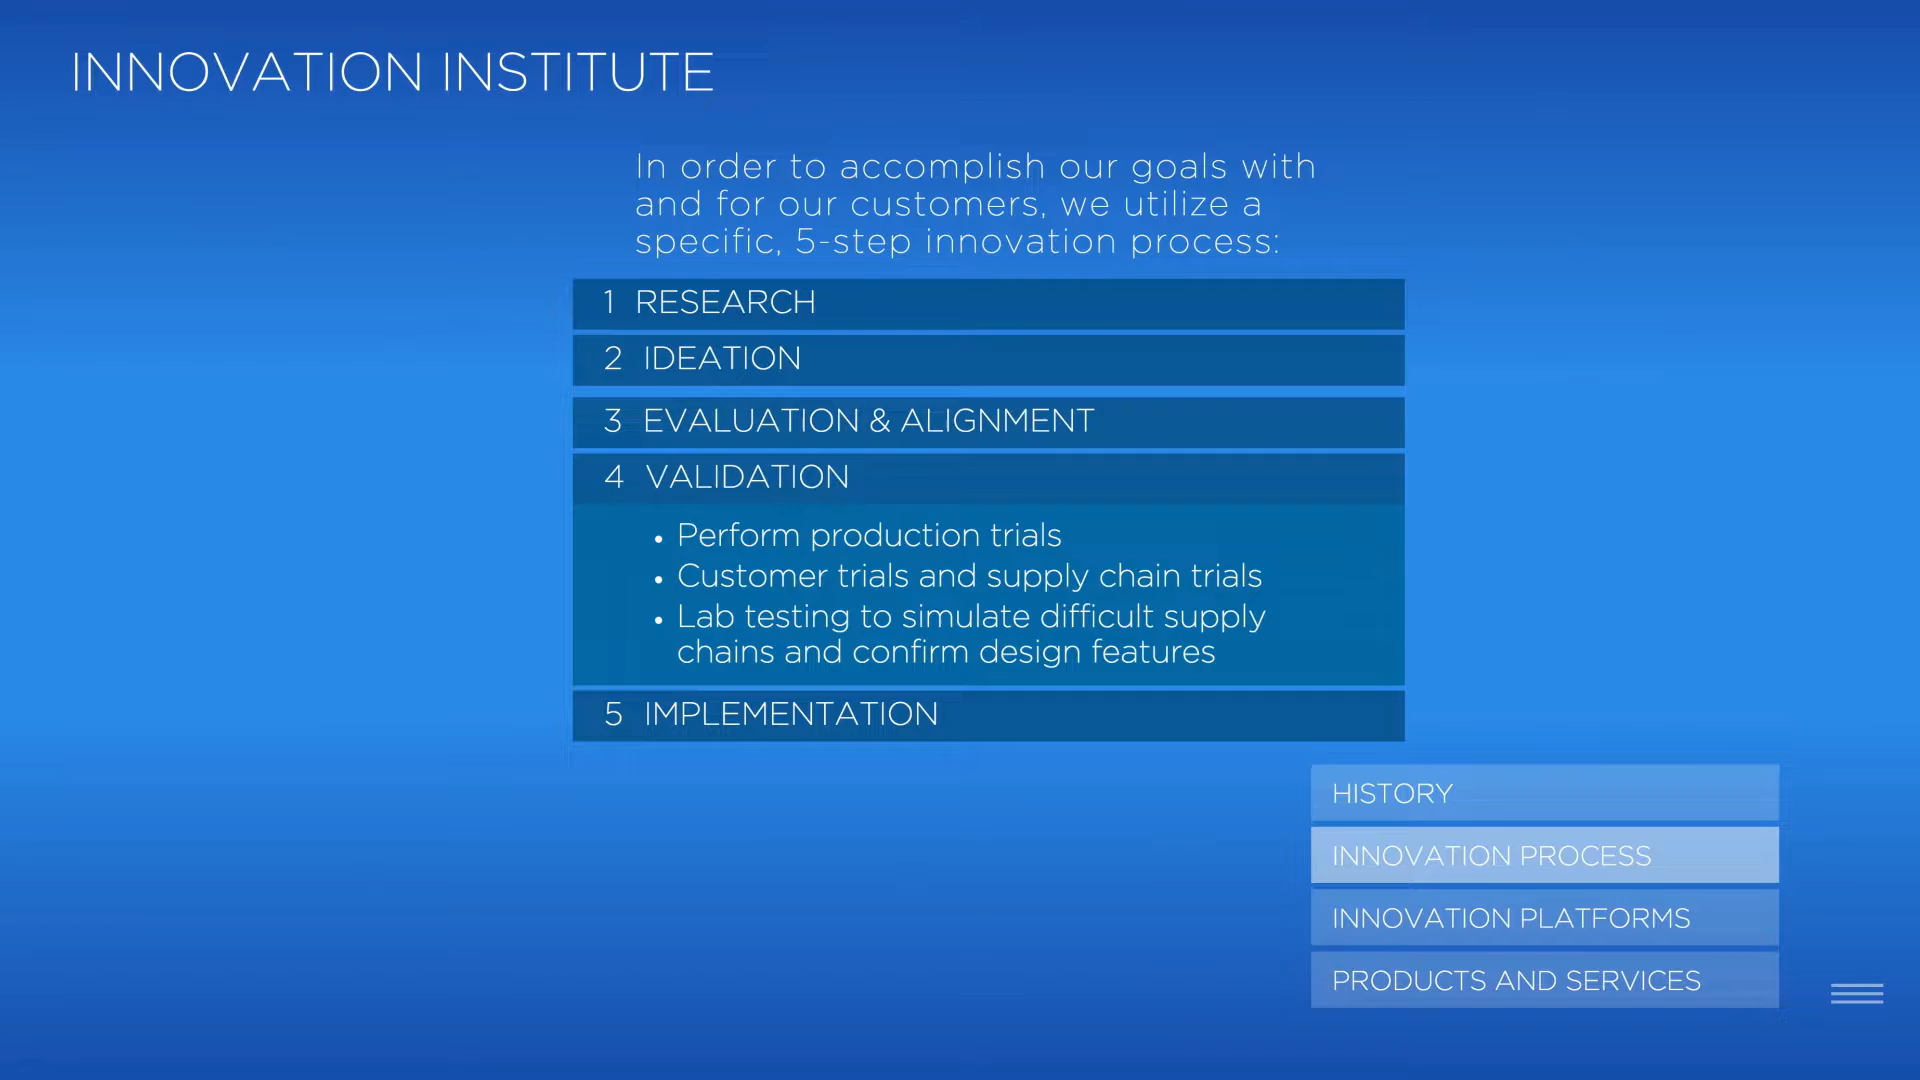 INNOVATION INSTITUTE
In order to accomplish our goals with
and for our customers, we utilize a
specific, 5-step innovation process:
1 RESEARCH
2 IDEATION
3 EVALUATION & ALIGNMENT
4 VALIDATION
• Perform production trials
• Customer trials and supply chain trials
• Lab testing to simulate difficult supply
chains and confirm design features
5 IMPLEMENTATION
HISTORY
INNOVATION PROCESS
INNOVATION PLATFORMS
PRODUCTS AND SERVICES